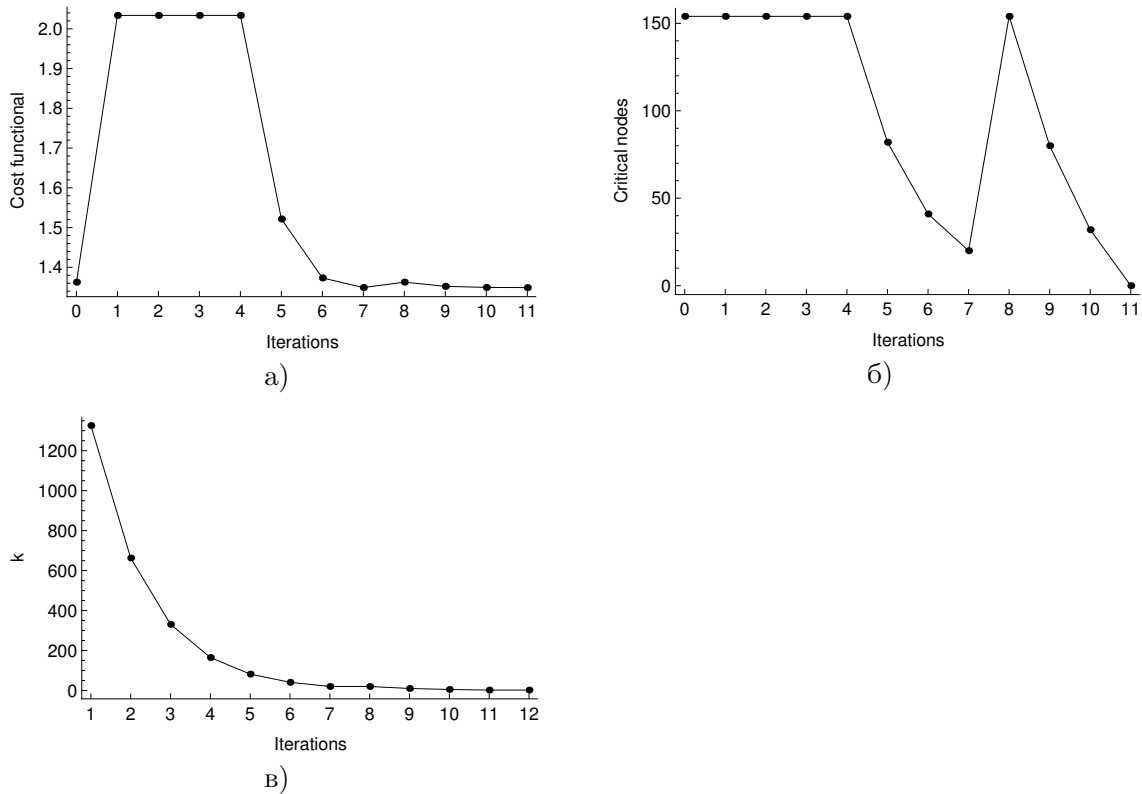 Cost functional
2.0
1.9
1.8
1.7
1.6
1.5
1.4
0 1 2 3 4 5 6 7 8 9 10 11
Iterations
а)
Critical nodes
150
100
50
0
0 1 2 3 4 5 6 7 8 9 10 11
Iterations
б)
k
1200
1000
800
600
400
200
0
1 2 3 4 5 6 7 8 9 10 11 12
Iterations
в)